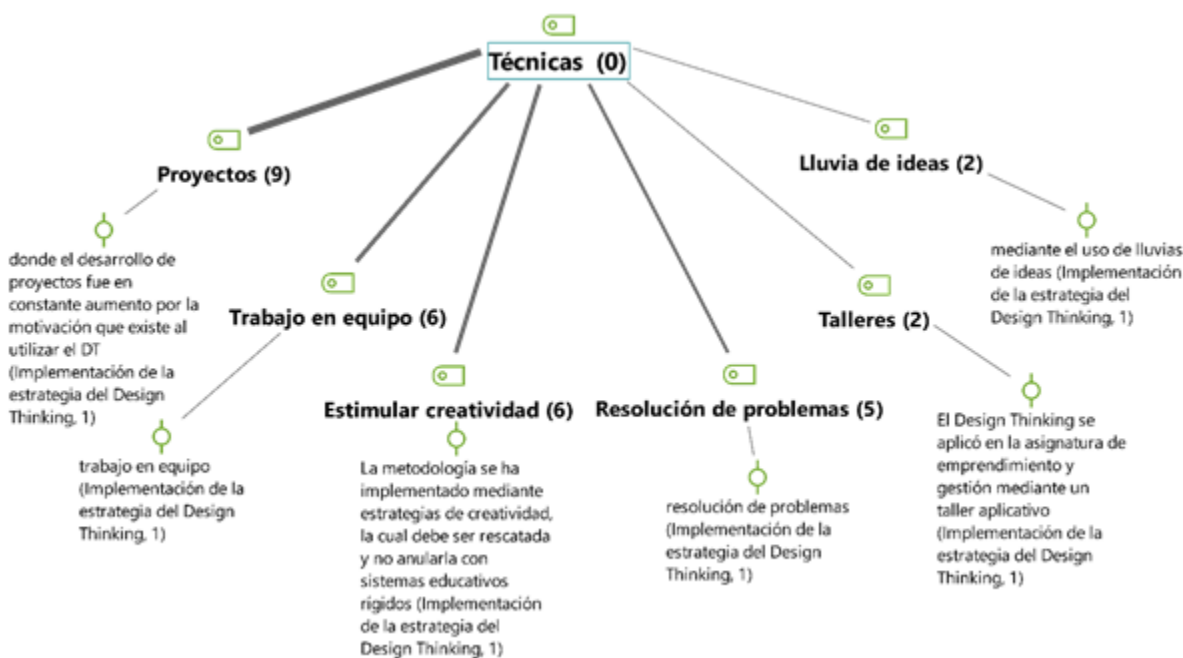 Técnicas (0)
Proyectos (9)
donde el desarrollo de
proyectos fue en
constante aumento por la
motivación que existe al
utilizar el DT
(Implementación de la
estrategia del Design
Thinking, 1)
Trabajo en equipo (6)
trabajo en equipo
(Implementación de la
estrategia del Design
Thinking, 1)
Estimular creatividad (6)
La metodología se ha
implementado mediante
estrategias de creatividad,
la cual debe ser rescatada
y no anularla con
sistemas educativos
rígidos (Implementación
de la estrategia del
Design Thinking, 1)
Resolución de problemas (5)
resolución de problemas
(Implementación de la
estrategia del Design
Thinking, 1)
Talleres (2)
El Design Thinking se
aplicó en la asignatura de
emprendimiento y
gestión mediante un
taller aplicativo
(Implementación de la
estrategia del Design
Thinking, 1)
Lluvia de ideas (2)
mediante el uso de lluvias
de ideas (Implementación
de la estrategia del
Design Thinking, 1)